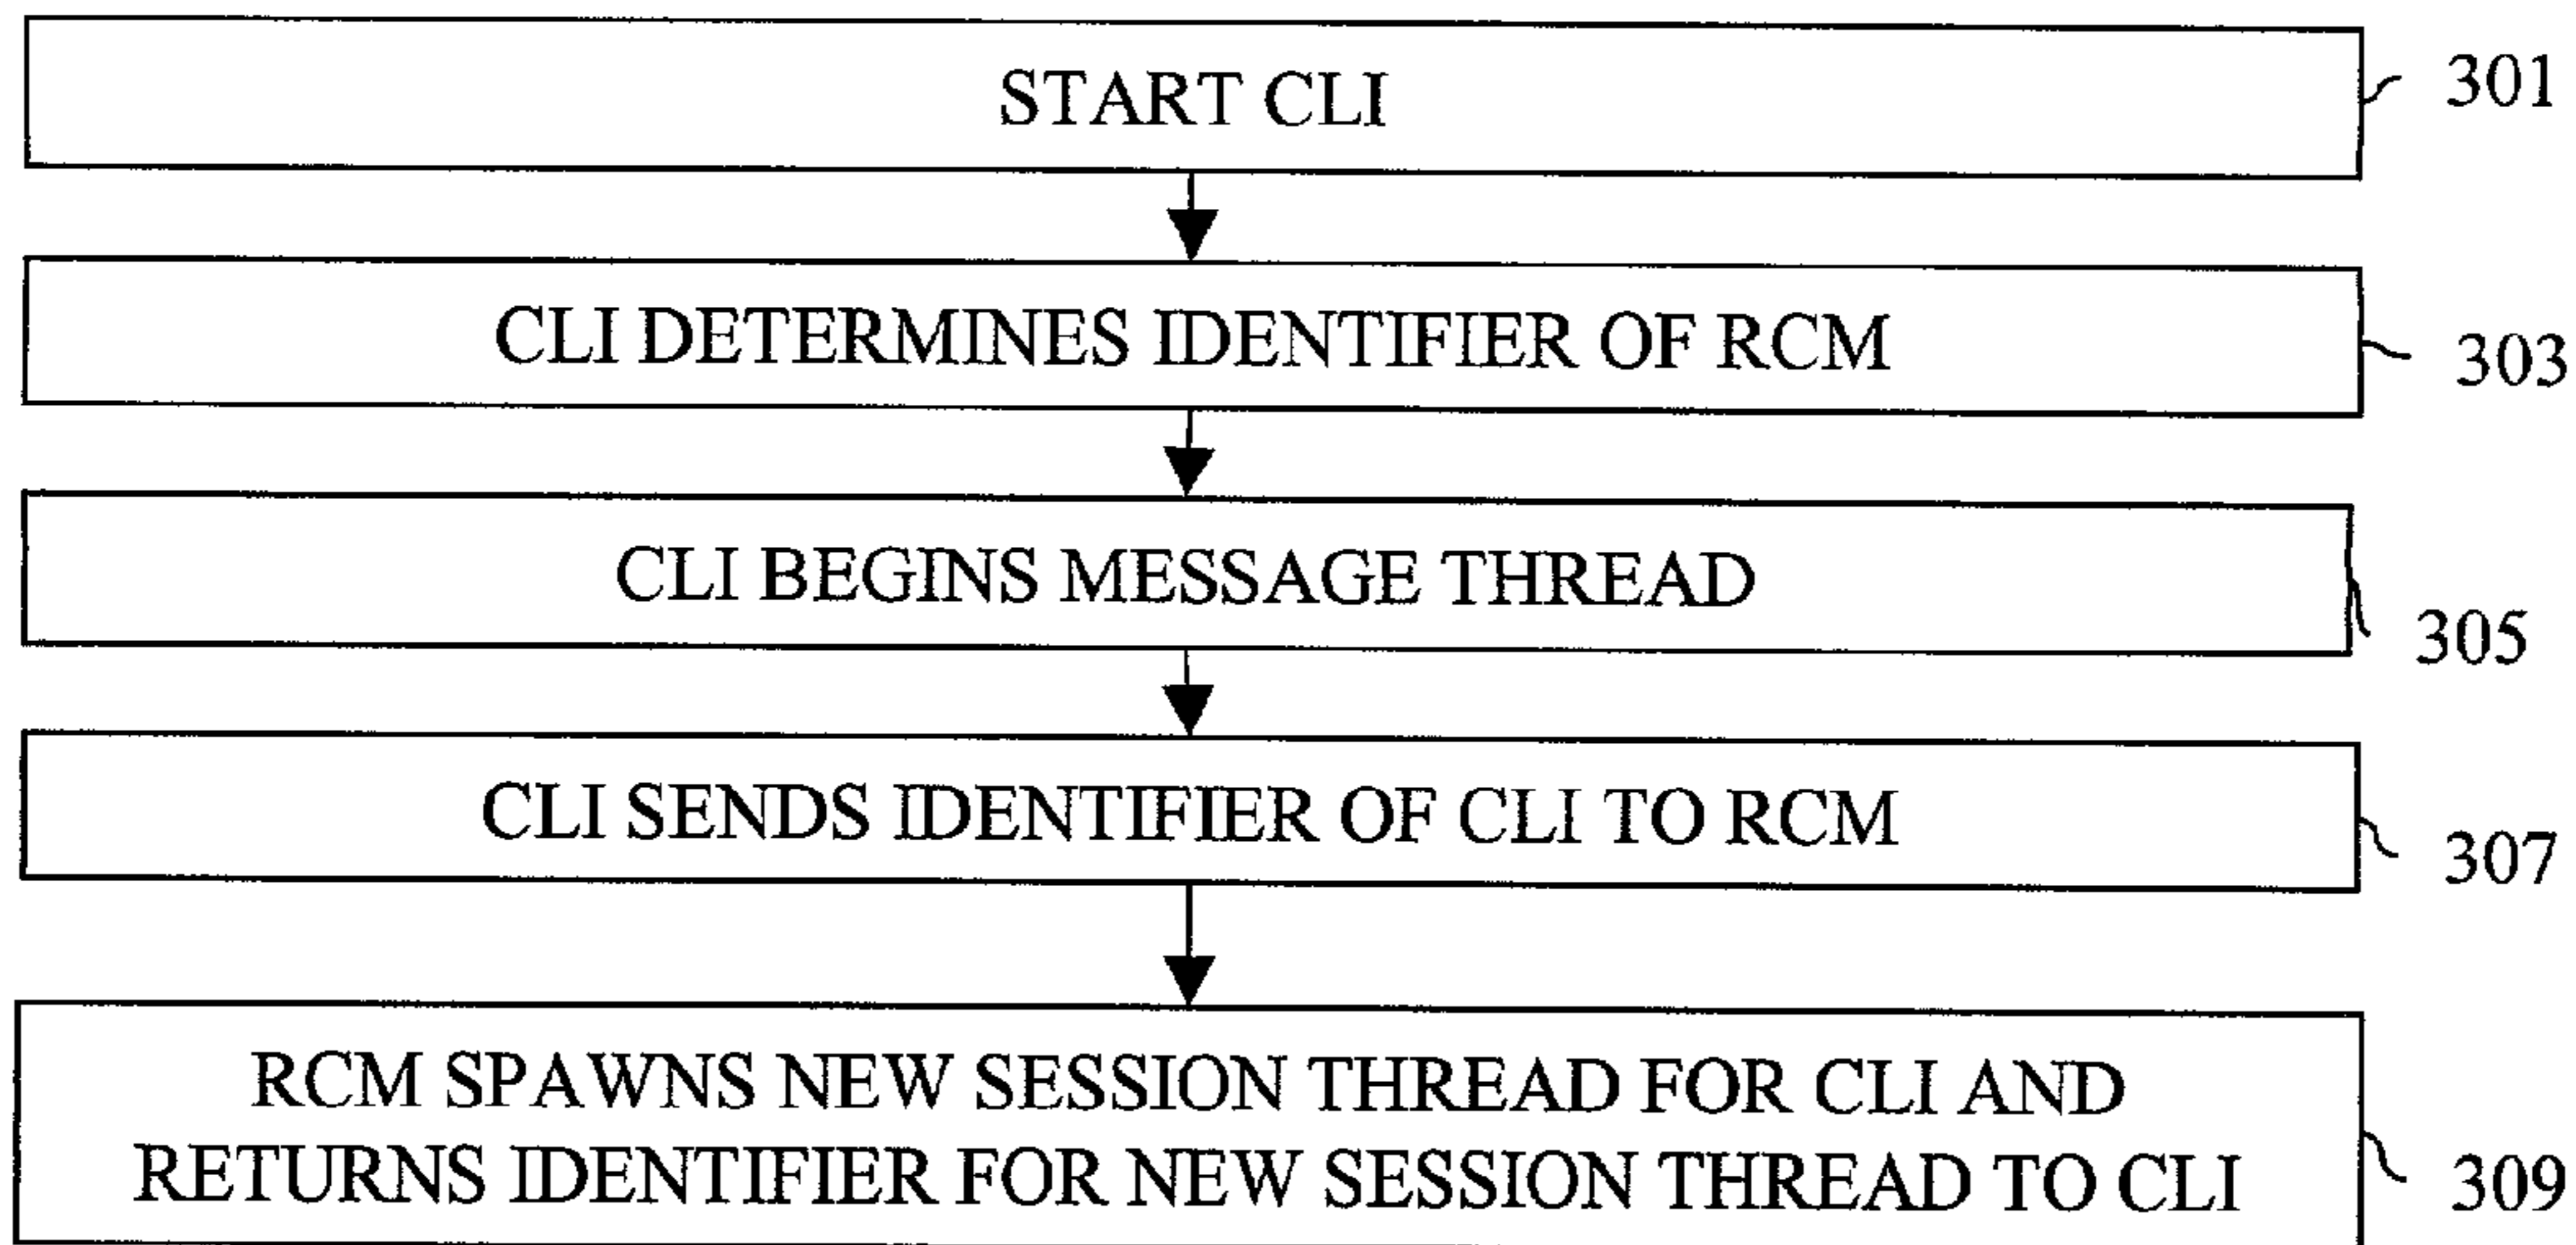 START CLI
301
CLI DETERMINES IDENTIFIER OF RCM
303
CLI BEGINS MESSAGE THREAD
305
CLI SENDS IDENTIFIER OF CLI TO RCM
307
RCM SPAWNS NEW SESSION THREAD FOR CLI AND
RETURNS IDENTIFIER FOR NEW SESSION THREAD TO CLI
309